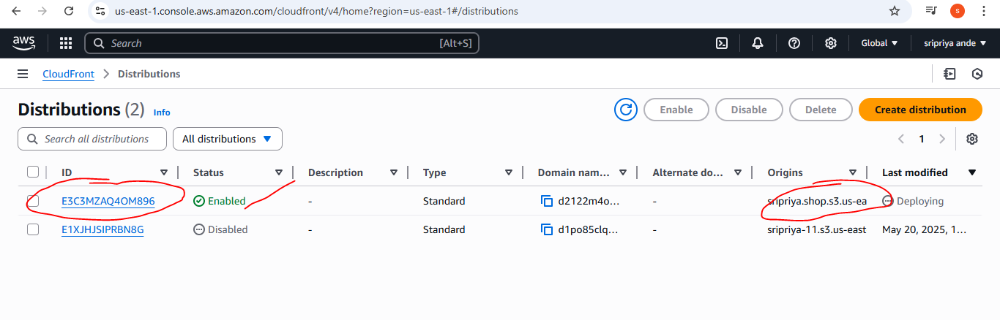 us-east-1.console.aws.amazon.com/cloudfront/v4/home?region=us-east-1#/distributions
S
aws
Search [Alt+S]
Global
sripriya ande
CloudFront > Distributions
Distributions (2) Info
Enable
Disable
Delete
Create distribution
Search all distributions
All distributions
1
ID Status Description Type Domain nam... Alternate do... Origins Last modified
E3C3MZAQ4OM896 Enabled - Standard d2122m4o... - sripriya.shop.s3.us-ea Deploying
E1XJHJSIPRBN8G Disabled - Standard d1po85clq... - sripriya-11.s3.us-east May 20, 2025, 1...